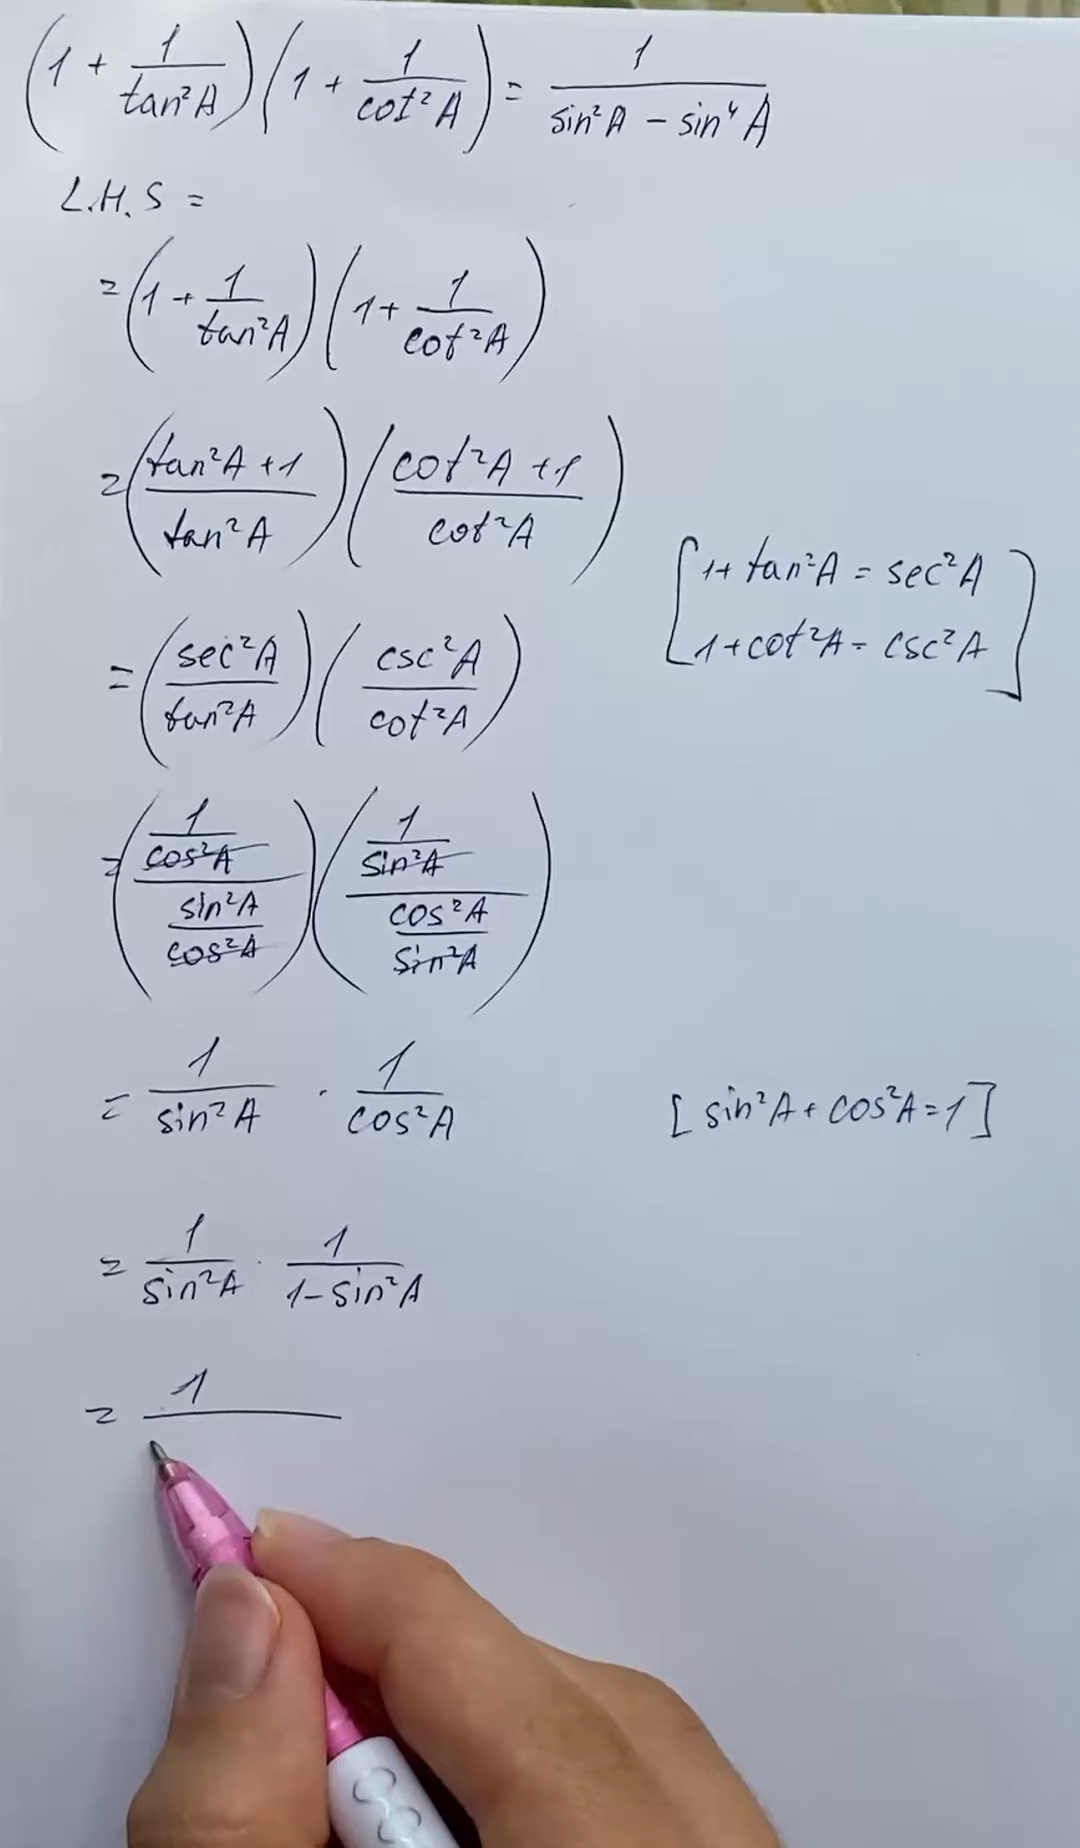 (1 + 1/tan²A)(1 + 1/cot²A) = 1/(sin²A − sin⁴A)
L.H.S =
= (1 + 1/tan²A)(1 + 1/cot²A)
= ((tan²A + 1)/tan²A)((cot²A + 1)/cot²A)
[1 + tan²A = sec²A
1 + cot²A = csc²A]
= (sec²A/tan²A)(csc²A/cot²A)
= ((1/cos²A)/(sin²A/cos²A))((1/sin²A)/(cos²A/sin²A))
= 1/sin²A · 1/cos²A [sin²A + cos²A = 1]
= 1/sin²A · 1/(1 − sin²A)
= 1/